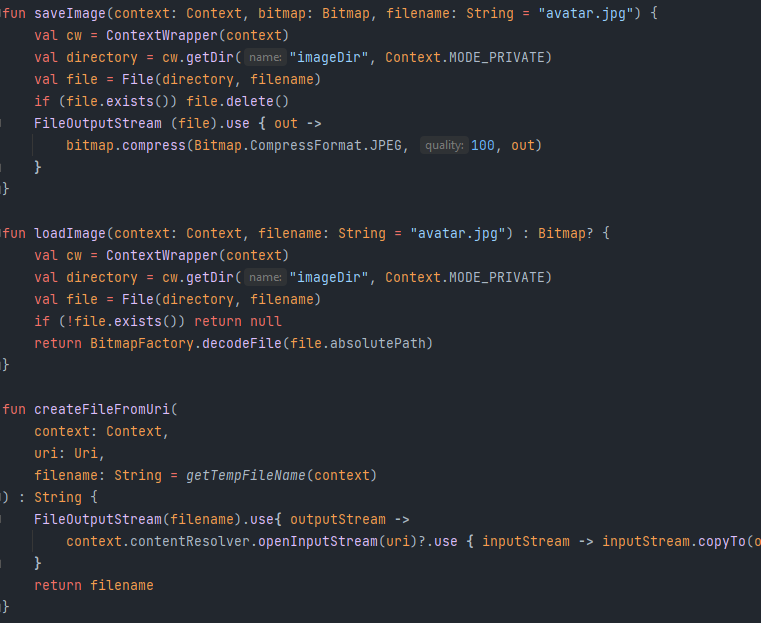 fun saveImage(context: Context, bitmap: Bitmap, filename: String = "avatar.jpg") {
    val cw = ContextWrapper(context)
    val directory = cw.getDir( name: "imageDir", Context.MODE_PRIVATE)
    val file = File(directory, filename)
    if (file.exists()) file.delete()
    FileOutputStream (file).use { out ->
        bitmap.compress(Bitmap.CompressFormat.JPEG, quality: 100, out)
    }
}
fun loadImage(context: Context, filename: String = "avatar.jpg") : Bitmap? {
    val cw = ContextWrapper(context)
    val directory = cw.getDir( name: "imageDir", Context.MODE_PRIVATE)
    val file = File(directory, filename)
    if (!file.exists()) return null
    return BitmapFactory.decodeFile(file.absolutePath)
}
fun createFileFromUri(
    context: Context,
    uri: Uri,
    filename: String = getTempFileName(context)
) : String {
    FileOutputStream(filename).use{ outputStream ->
        context.contentResolver.openInputStream(uri)?.use { inputStream -> inputStream.copyTo(
    }
    return filename
}